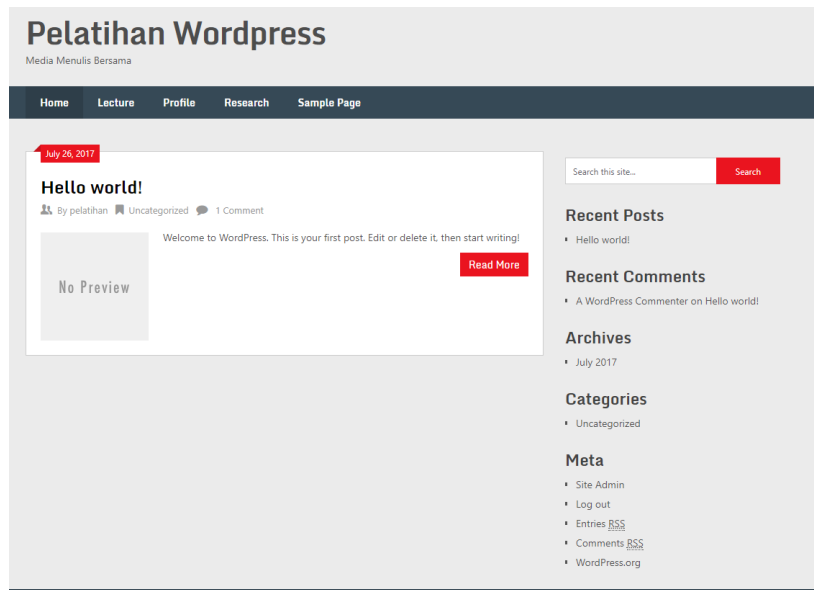 Pelatihan Wordpress
Media Menulis Bersama
Home Lecture Profile Research Sample Page
July 26, 2017
Hello world!
By pelatihan Uncategorized 1 Comment
No Preview
Welcome to WordPress. This is your first post. Edit or delete it, then start writing!
Read More
Search this site... Search
Recent Posts
Hello world!
Recent Comments
A WordPress Commenter on Hello world!
Archives
July 2017
Categories
Uncategorized
Meta
Site Admin
Log out
Entries RSS
Comments RSS
WordPress.org